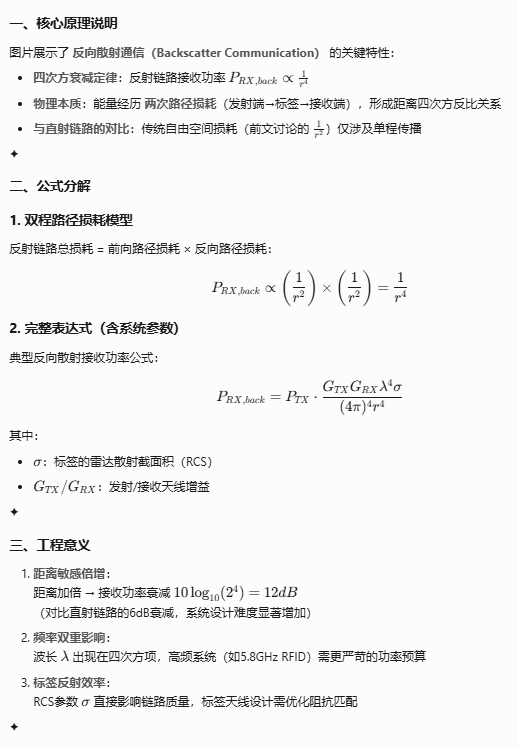 一、核心原理说明
图片展示了 反向散射通信（Backscatter Communication） 的关键特性：
• 四次方衰减定律：反射链路接收功率 P_{RX,back} ∝ \frac{1}{r^4}
• 物理本质：能量经历 两次路径损耗（发射端→标签→接收端），形成距离四次方反比关系
• 与直射链路的对比：传统自由空间损耗（前文讨论的 \frac{1}{r^2}）仅涉及单程传播
✦
二、公式分解
1. 双程路径损耗模型
反射链路总损耗 = 前向路径损耗 × 反向路径损耗：
P_{RX,back} ∝ \left(\frac{1}{r^2}\right) × \left(\frac{1}{r^2}\right) = \frac{1}{r^4}
2. 完整表达式（含系统参数）
典型反向散射接收功率公式：
P_{RX,back} = P_{TX} · \frac{G_{TX}G_{RX}λ^4σ}{(4π)^4r^4}
其中：
• σ：标签的雷达散射截面积（RCS）
• G_{TX}/G_{RX}：发射/接收天线增益
✦
三、工程意义
1. 距离敏感倍增：
距离加倍 → 接收功率衰减 10 log_{10}(2^4) = 12dB
（对比直射链路的6dB衰减，系统设计难度显著增加）
2. 频率双重影响：
波长 λ 出现在四次方项，高频系统（如5.8GHz RFID）需更严苛的功率预算
3. 标签反射效率：
RCS参数 σ 直接影响链路质量，标签天线设计需优化阻抗匹配
✦